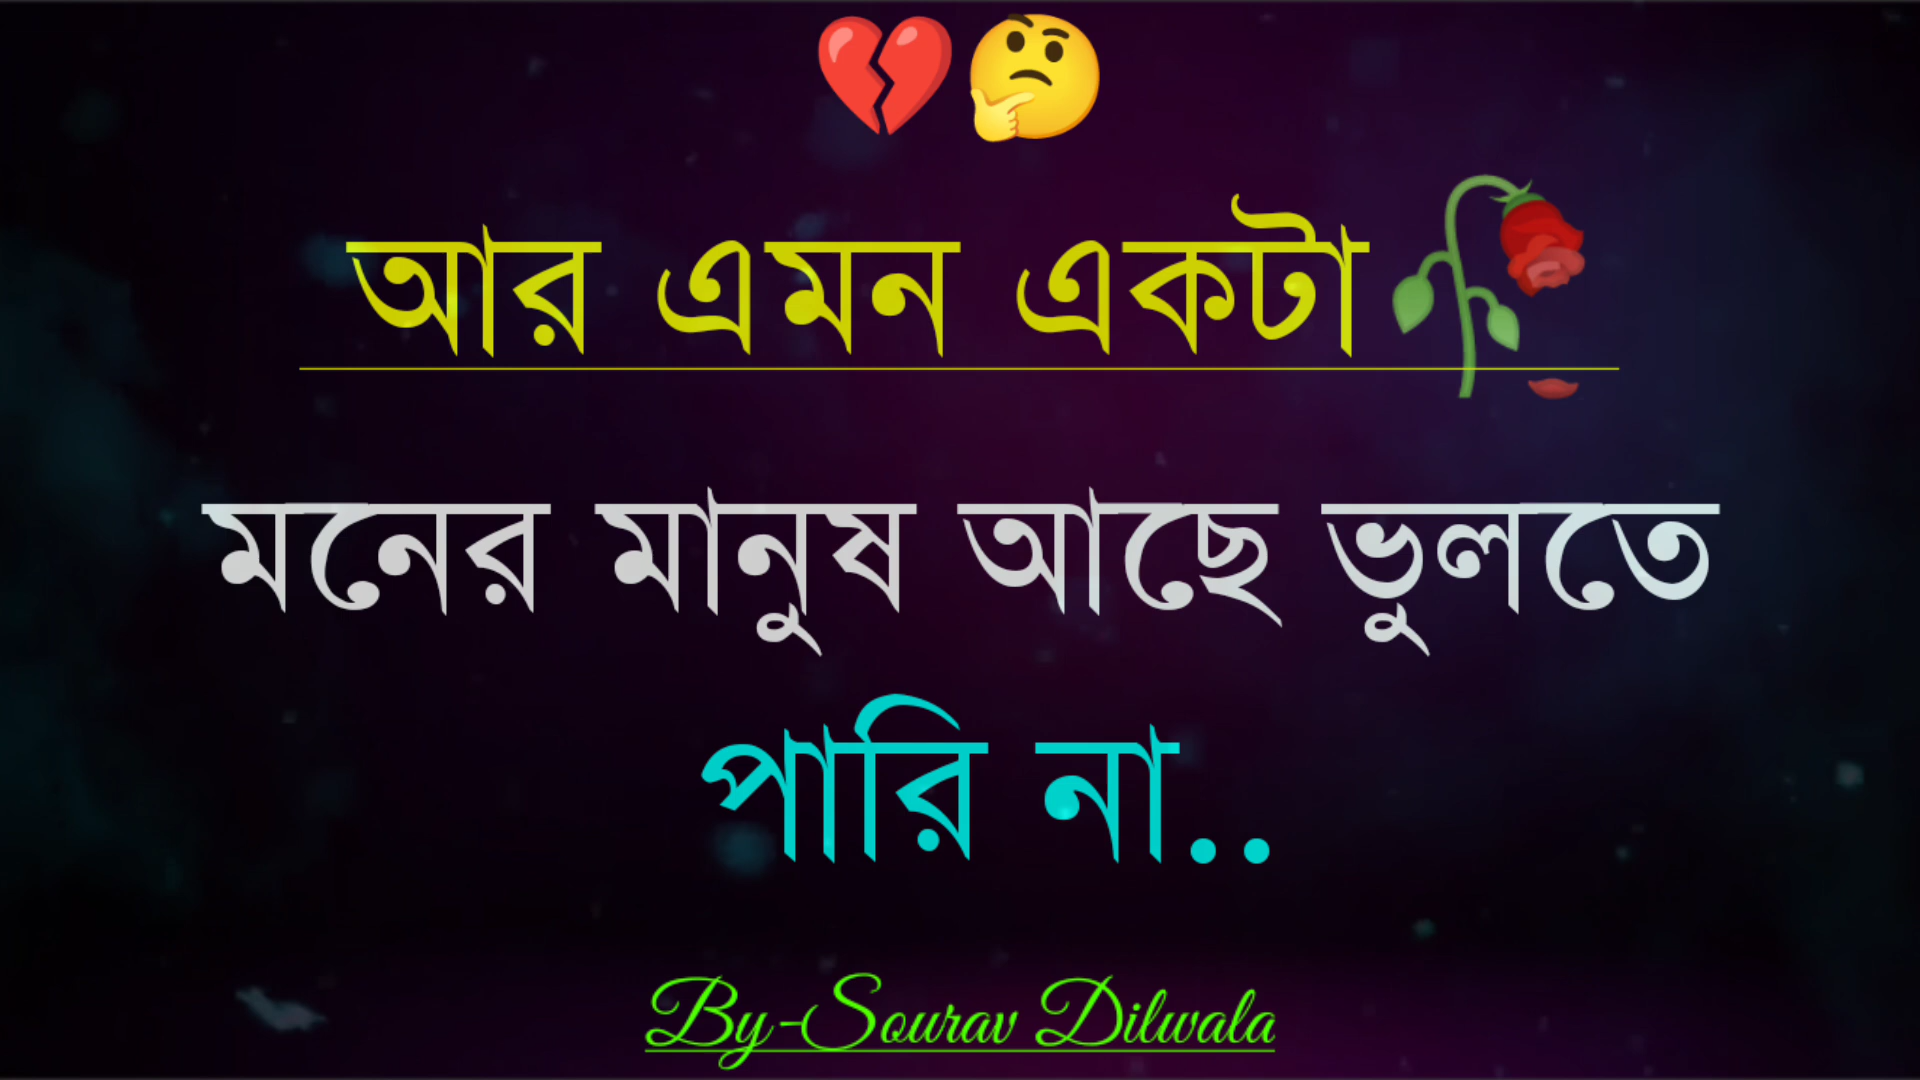 💔🤔
আর এমন একটা🥀
মনের মানুষ আছে ভুলতে
পারি না..
By-Sourav Dilwala